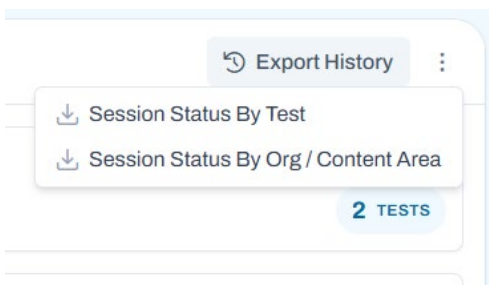 Export History
Session Status By Test
Session Status By Org / Content Area
2 TESTS